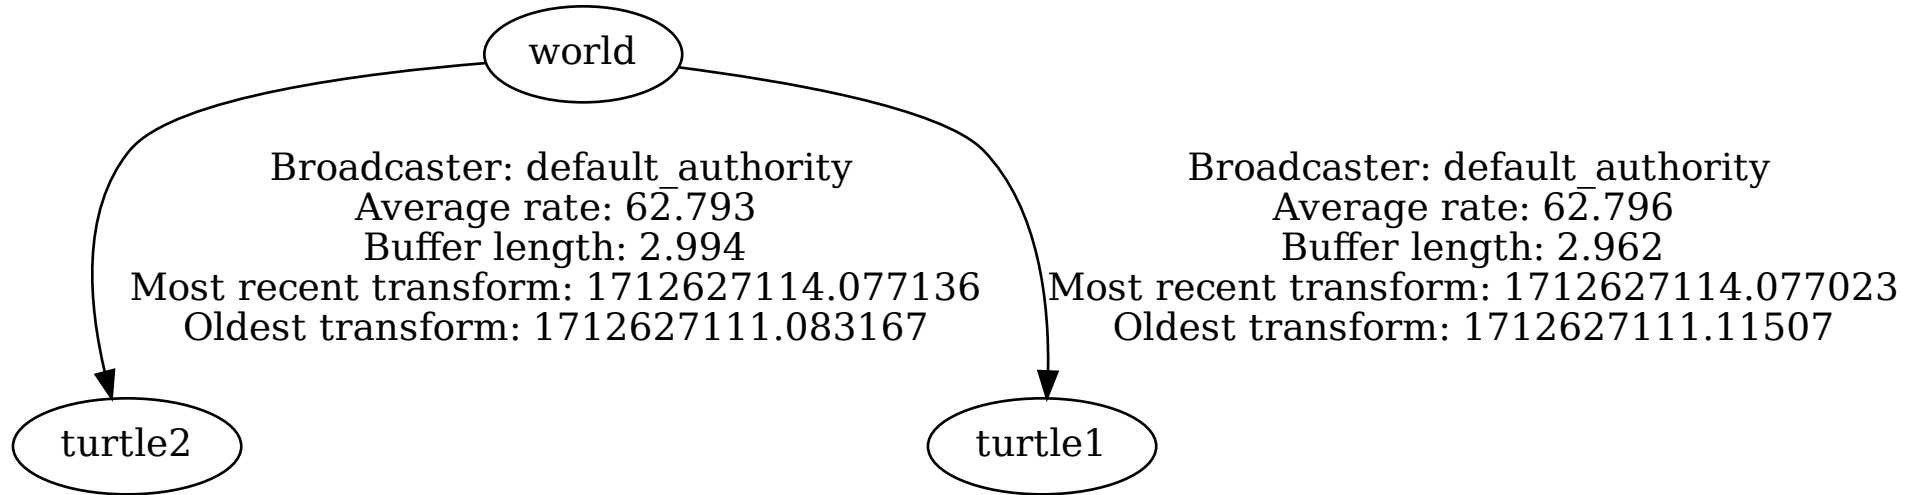 world
Broadcaster: default_authority
Average rate: 62.793
Buffer length: 2.994
Most recent transform: 1712627114.077136
Oldest transform: 1712627111.083167
Broadcaster: default_authority
Average rate: 62.796
Buffer length: 2.962
Most recent transform: 1712627114.077023
Oldest transform: 1712627111.11507
turtle2
turtle1